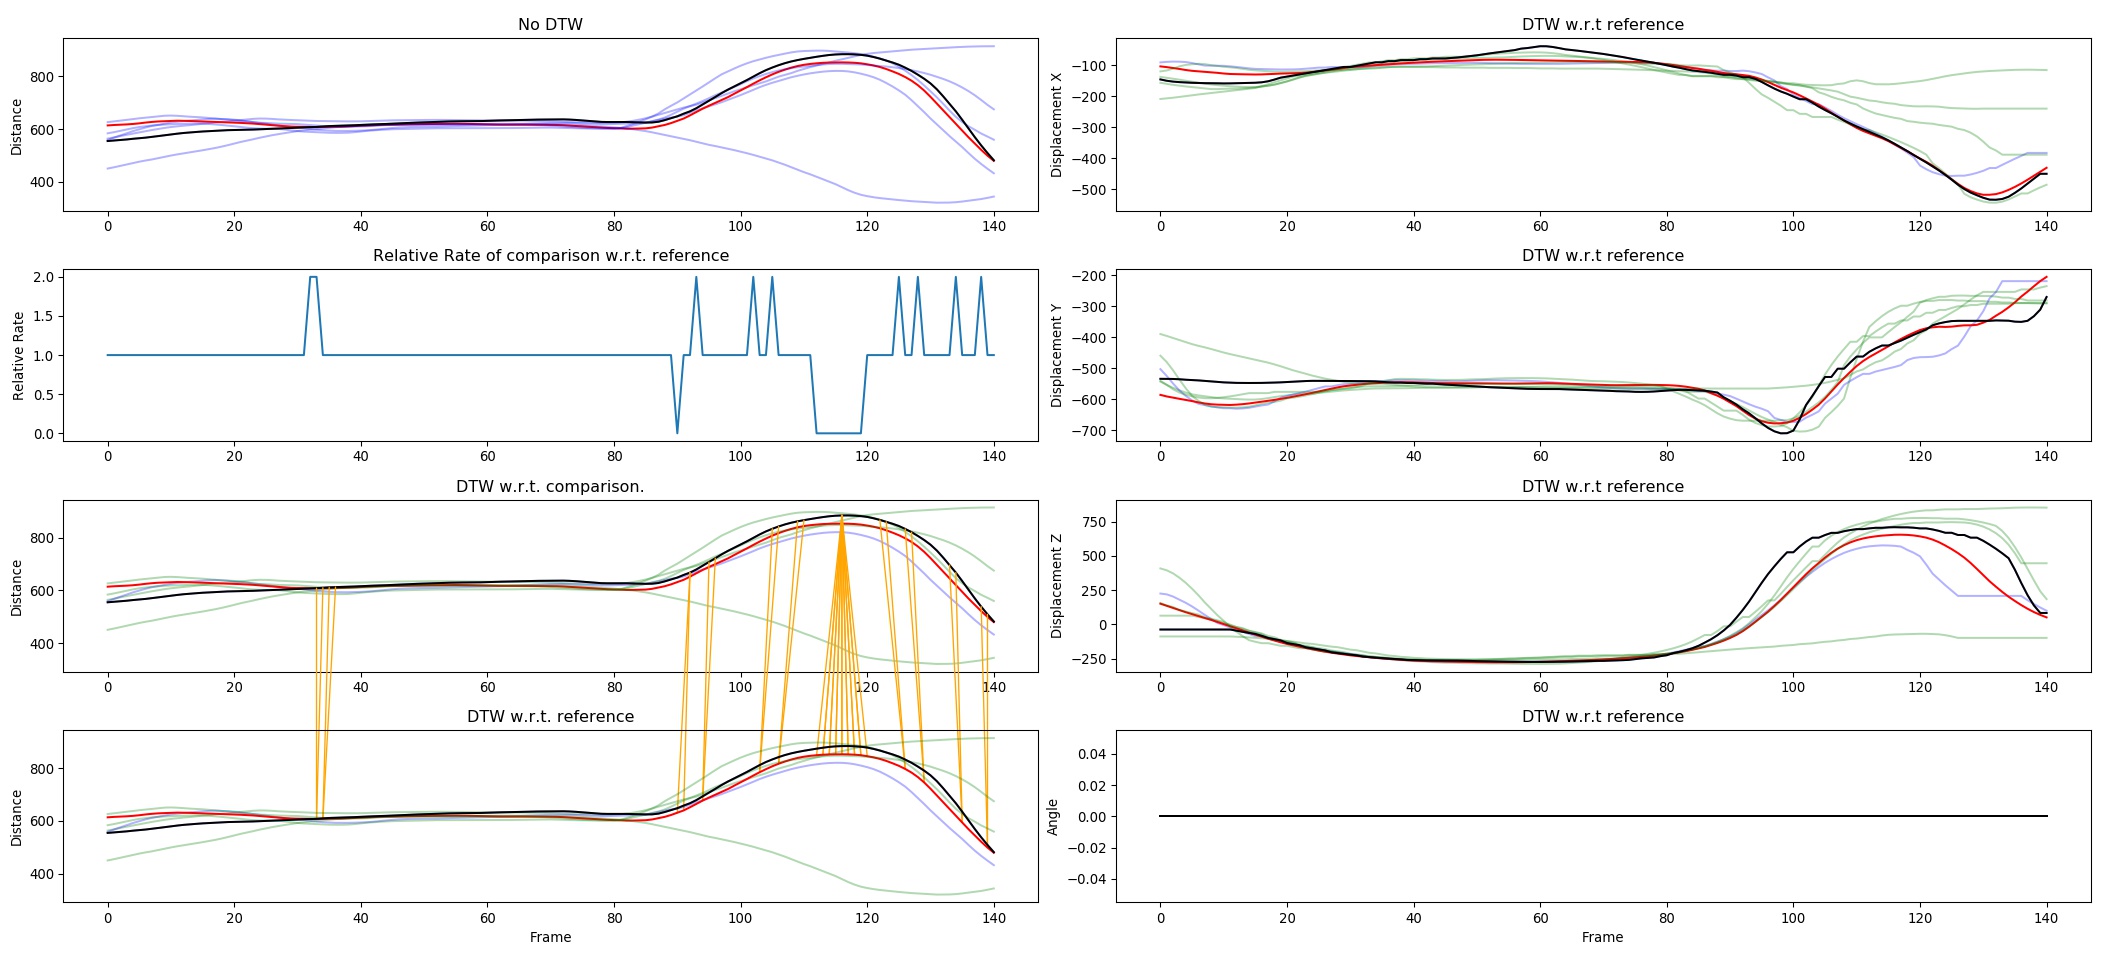 No DTW
Distance
800
600
400
0 20 40 60 80 100 120 140
Relative Rate of comparison w.r.t. reference
Relative Rate
2.0
1.5
1.0
0.5
0.0
0 20 40 60 80 100 120 140
DTW w.r.t. comparison.
Distance
800
600
400
0 20 40 60 80 100 120 140
DTW w.r.t. reference
Distance
800
600
400
0 20 40 60 80 100 120 140
Frame
DTW w.r.t reference
Displacement X
−100
−200
−300
−400
−500
0 20 40 60 80 100 120 140
DTW w.r.t reference
Displacement Y
−200
−300
−400
−500
−600
−700
0 20 40 60 80 100 120 140
DTW w.r.t reference
Displacement Z
750
500
250
0
−250
0 20 40 60 80 100 120 140
DTW w.r.t reference
Angle
0.04
0.02
0.00
−0.02
−0.04
0 20 40 60 80 100 120 140
Frame